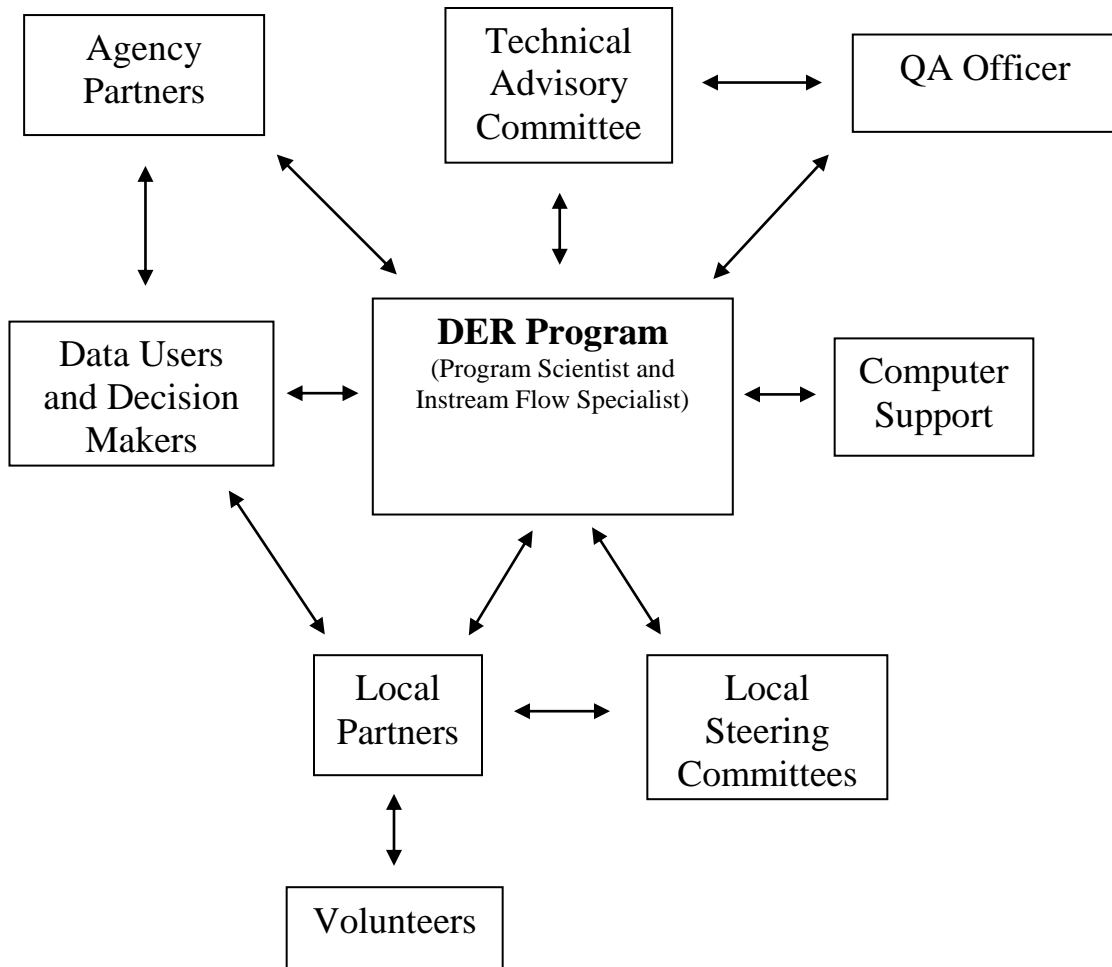 Agency
Partners
Technical
Advisory
Committee
QA Officer
Data Users
and Decision
Makers
DER Program
(Program Scientist and
Instream Flow Specialist)
Computer
Support
Local
Partners
Local
Steering
Committees
Volunteers